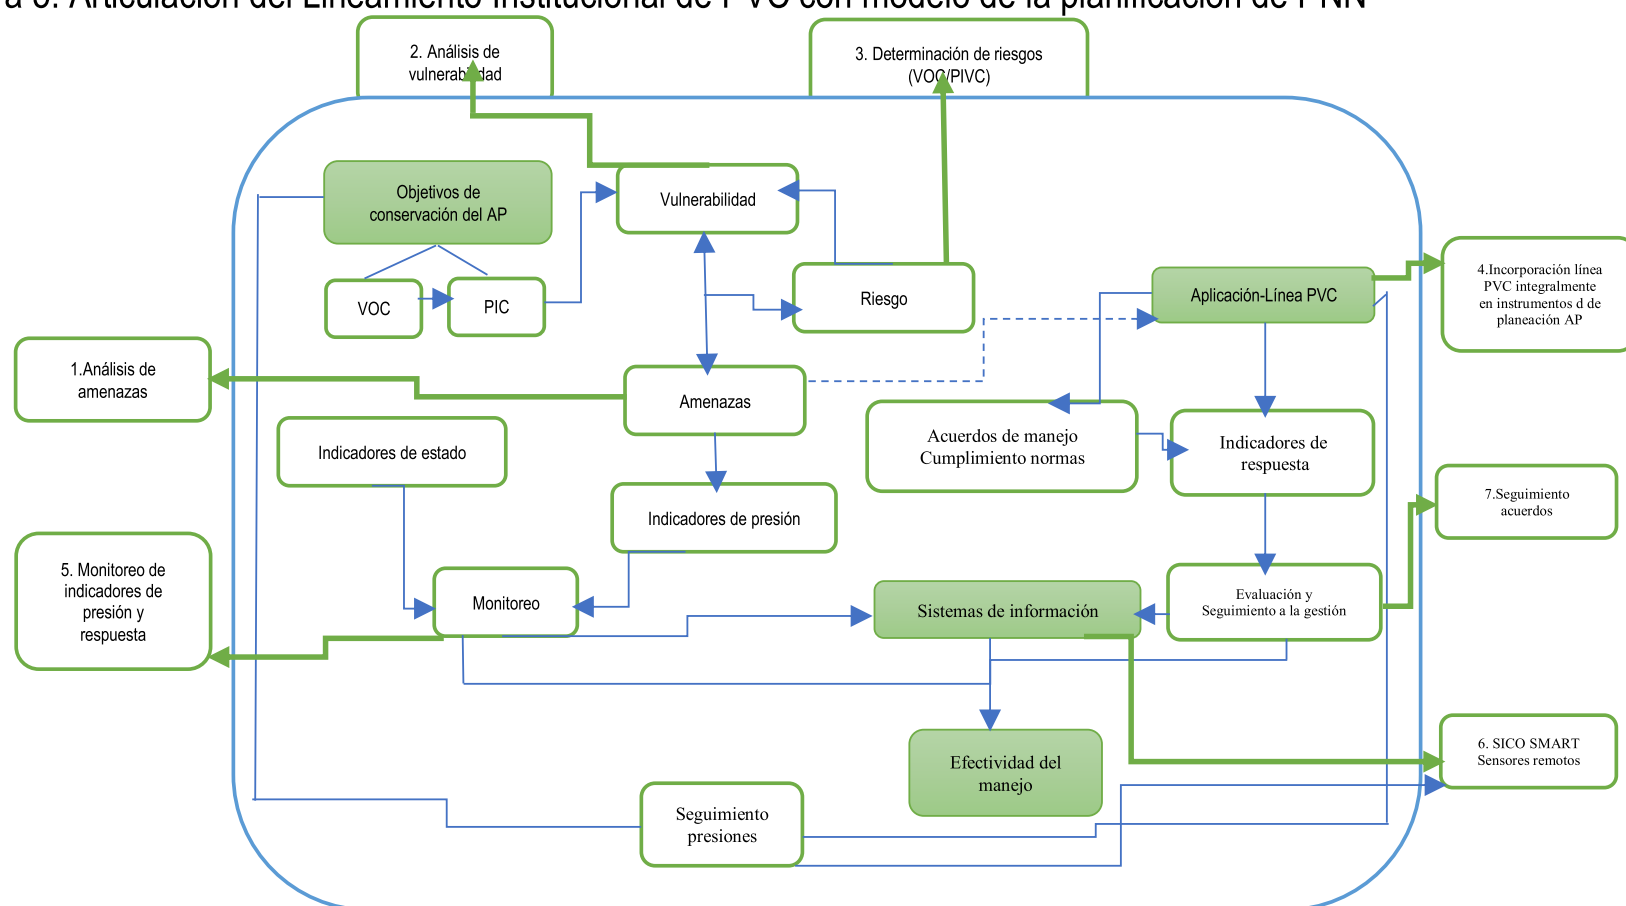 a 3. Articulación del Lineamiento Institucional de PVC con modelo de la planificación de PNN
2. Análisis de
vulnerabilidad
3. Determinación de riesgos
(VOC/PIVC)
Objetivos de
conservación del AP
Vulnerabilidad
VOC
PIC
Riesgo
Aplicación-Línea PVC
4.Incorporación línea
PVC integralmente
en instrumentos d de
planeación AP
1.Análisis de
amenazas
Amenazas
Indicadores de estado
Acuerdos de manejo
Cumplimiento normas
Indicadores de
respuesta
Indicadores de presión
7.Seguimiento
acuerdos
5. Monitoreo de
indicadores de
presión y
respuesta
Monitoreo
Sistemas de información
Evaluación y
Seguimiento a la gestión
Efectividad del
manejo
6. SICO SMART
Sensores remotos
Seguimiento
presiones